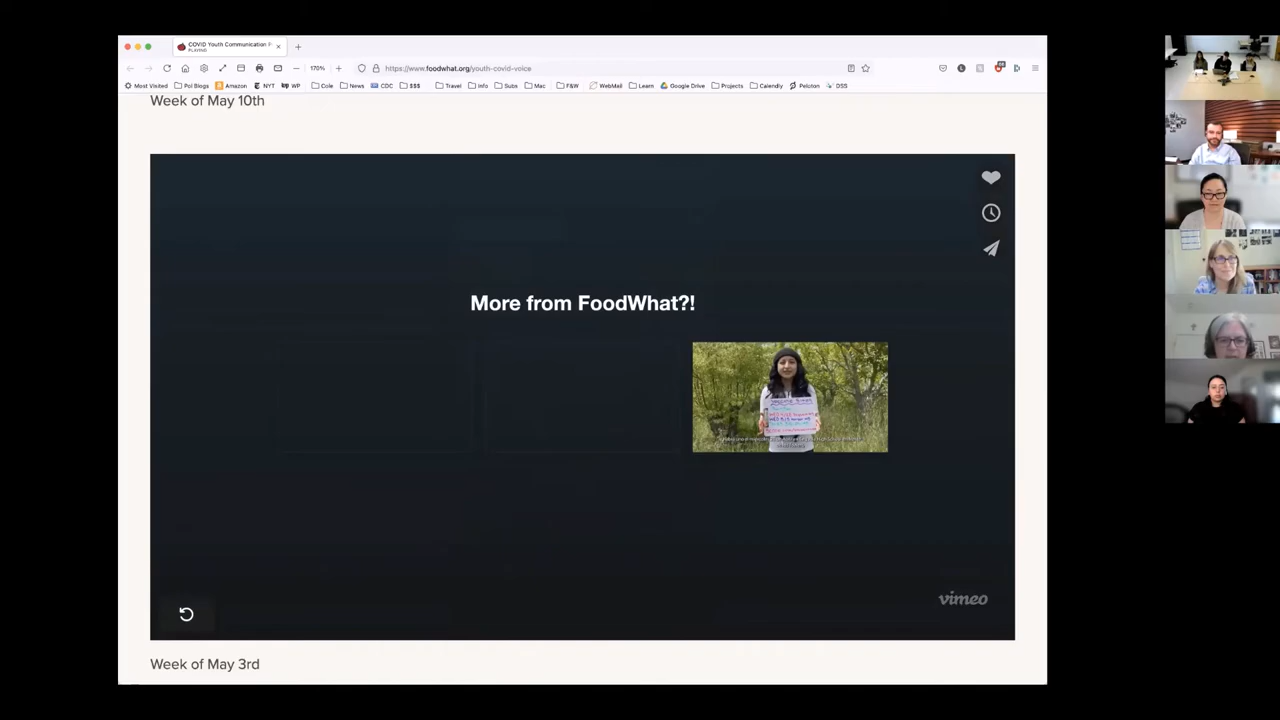 COVID Youth Communication P
PLAYING
170%
https://www.foodwhat.org/youth-covid-voice
Most Visited Pol Blogs Amazon NYT WP Cole News CDC $$$ Travel Info Subs Mac F&W WebMail Learn Google Drive Projects Calendly Peloton DSS
Week of May 10th
More from FoodWhat?!
vimeo
Week of May 3rd